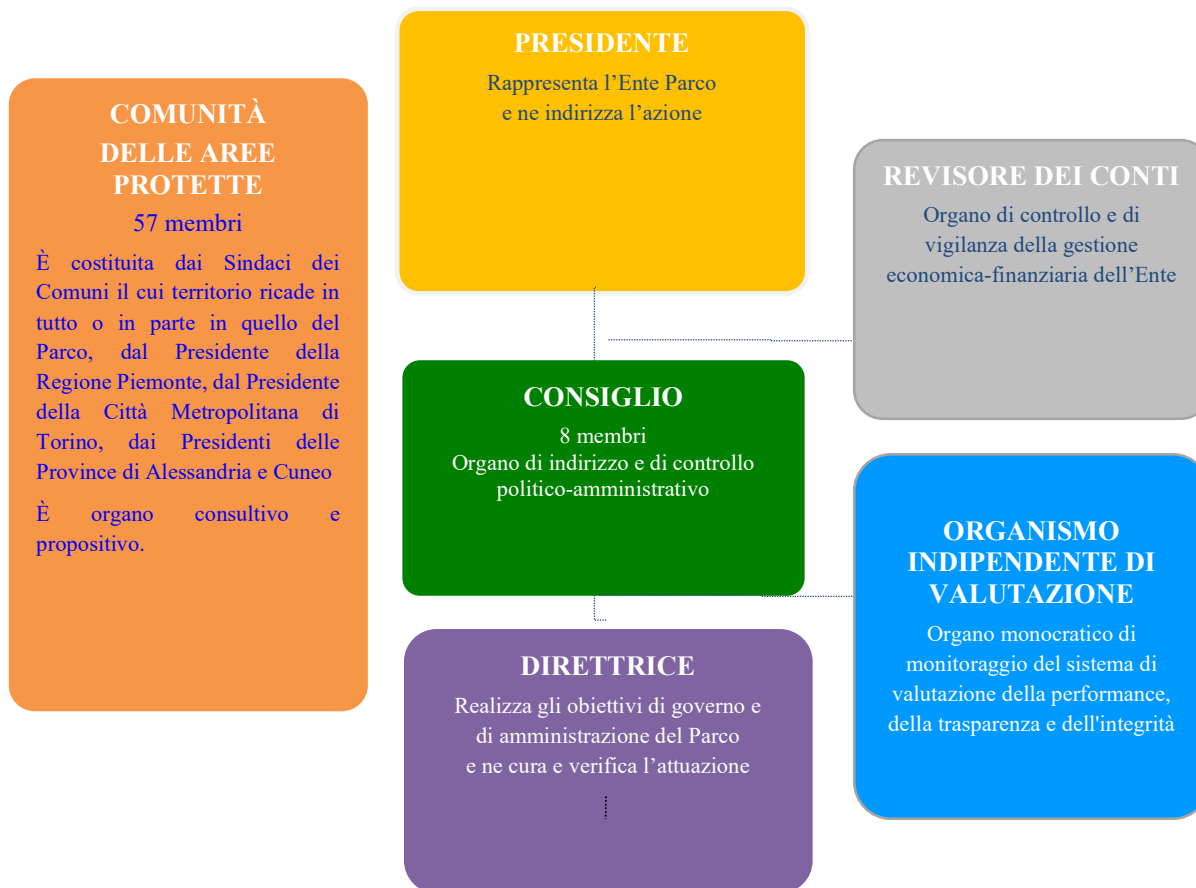 COMUNITÀ
DELLE AREE
PROTETTE
57 membri
È costituita dai Sindaci dei
Comuni il cui territorio ricade in
tutto o in parte in quello del
Parco, dal Presidente della
Regione Piemonte, dal Presidente
della Città Metropolitana di
Torino, dai Presidenti delle
Province di Alessandria e Cuneo
È organo consultivo e
propositivo.
PRESIDENTE
Rappresenta l’Ente Parco
e ne indirizza l’azione
CONSIGLIO
8 membri
Organo di indirizzo e di controllo
politico-amministrativo
DIRETTRICE
Realizza gli obiettivi di governo e
di amministrazione del Parco
e ne cura e verifica l’attuazione
REVISORE DEI CONTI
Organo di controllo e di
vigilanza della gestione
economica-finanziaria dell’Ente
ORGANISMO
INDIPENDENTE DI
VALUTAZIONE
Organo monocratico di
monitoraggio del sistema di
valutazione della performance,
della trasparenza e dell'integrità